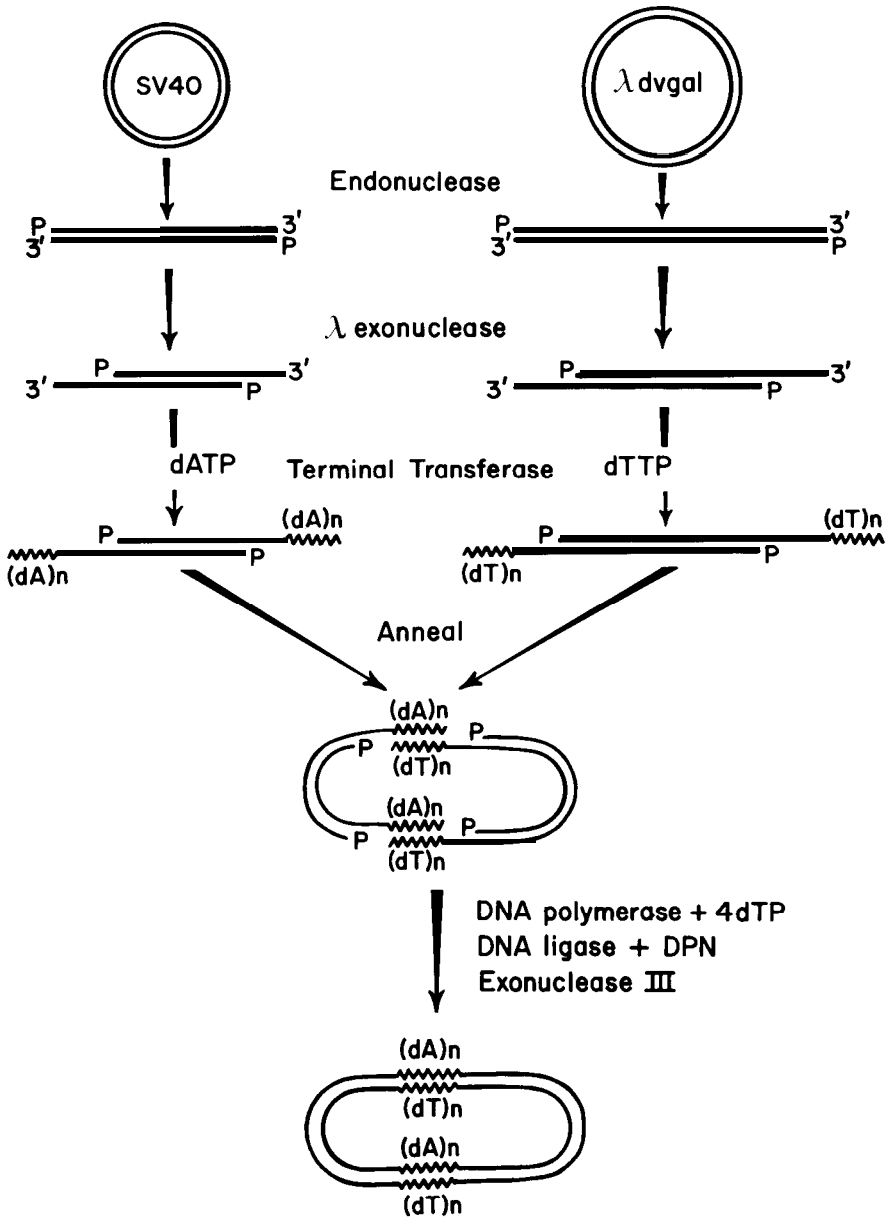 SV40
λ dvgal
Endonuclease
P 3'
3' P
P 3'
3' P
λ exonuclease
P 3'
3' P
P 3'
3' P
dATP
Terminal Transferase
dTTP
P (dA)n
(dA)n P
P (dT)n
(dT)n P
Anneal
(dA)n
P P
(dT)n
(dA)n
P P
(dT)n
DNA polymerase + 4dTP
DNA ligase + DPN
Exonuclease III
(dA)n
(dT)n
(dA)n
(dT)n